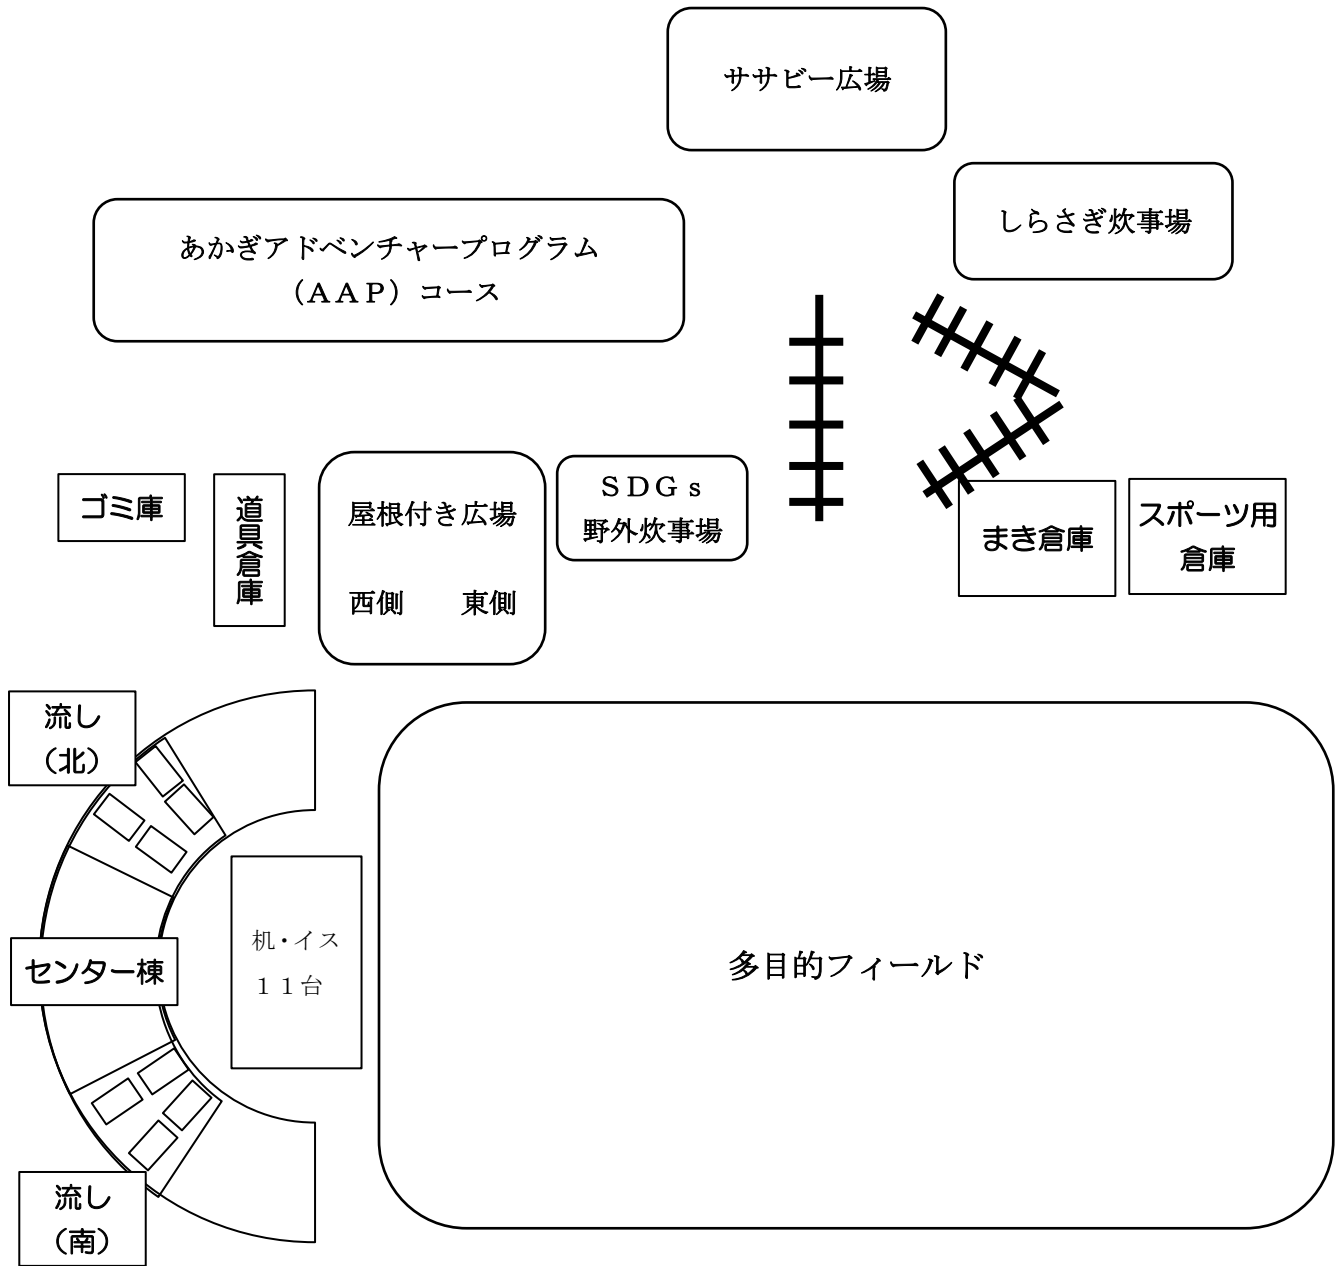 ササビー広場
しらさぎ炊事場
あかぎアドベンチャープログラム
（ＡＡＰ）コース
ゴミ庫
道具倉庫
屋根付き広場
西側　　東側
ＳＤＧｓ
野外炊事場
まき倉庫
スポーツ用
倉庫
流し
（北）
センター棟
机・イス
１１台
多目的フィールド
流し
（南）